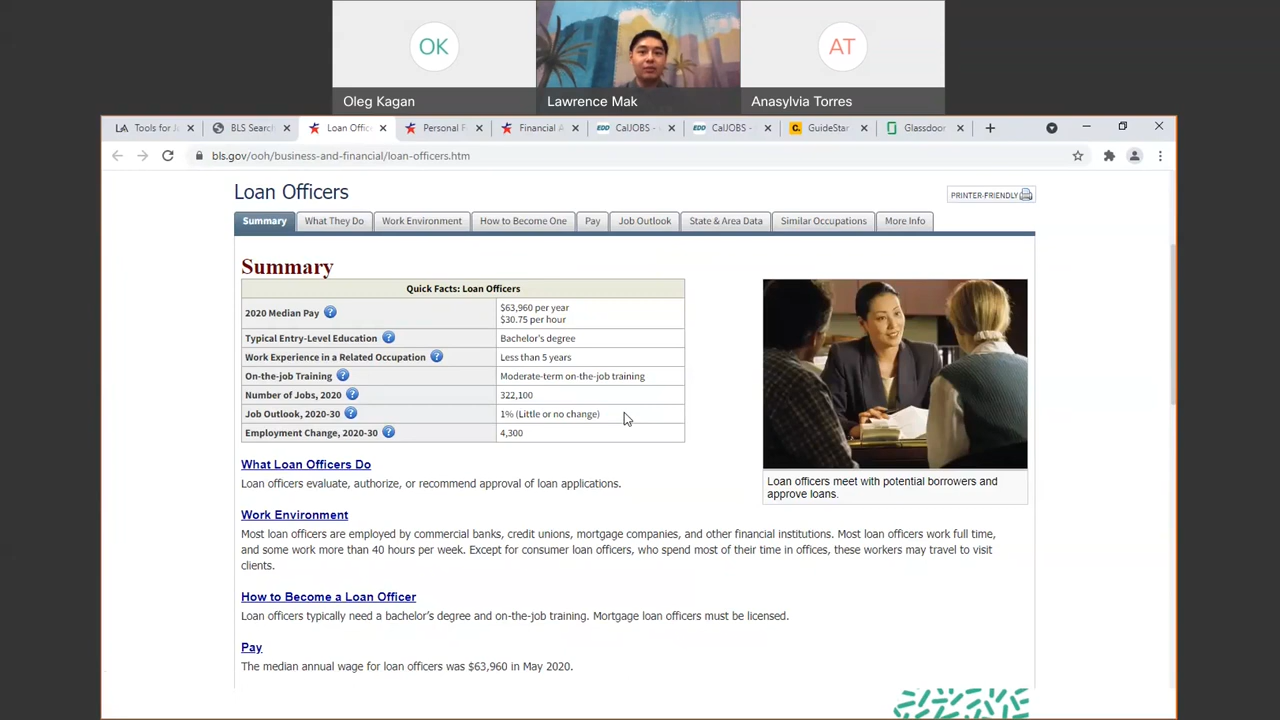 OK
AT
Oleg Kagan
Lawrence Mak
Anasylvia Torres
LA Tools for Jo
BLS Search
Loan Office
Personal F
Financial A
EDD CalJOBS -
EDD CalJOBS -
GuideStar
Glassdoor
bls.gov/ooh/business-and-financial/loan-officers.htm
Loan Officers
PRINTER-FRIENDLY
Summary What They Do Work Environment How to Become One Pay Job Outlook State & Area Data Similar Occupations More Info
Summary
Quick Facts: Loan Officers
2020 Median Pay
$63,960 per year
$30.75 per hour
Typical Entry-Level Education Bachelor's degree
Work Experience in a Related Occupation Less than 5 years
On-the-job Training Moderate-term on-the-job training
Number of Jobs, 2020 322,100
Job Outlook, 2020-30 1% (Little or no change)
Employment Change, 2020-30 4,300
Loan officers meet with potential borrowers and
approve loans.
What Loan Officers Do
Loan officers evaluate, authorize, or recommend approval of loan applications.
Work Environment
Most loan officers are employed by commercial banks, credit unions, mortgage companies, and other financial institutions. Most loan officers work full time,
and some work more than 40 hours per week. Except for consumer loan officers, who spend most of their time in offices, these workers may travel to visit
clients.
How to Become a Loan Officer
Loan officers typically need a bachelor's degree and on-the-job training. Mortgage loan officers must be licensed.
Pay
The median annual wage for loan officers was $63,960 in May 2020.